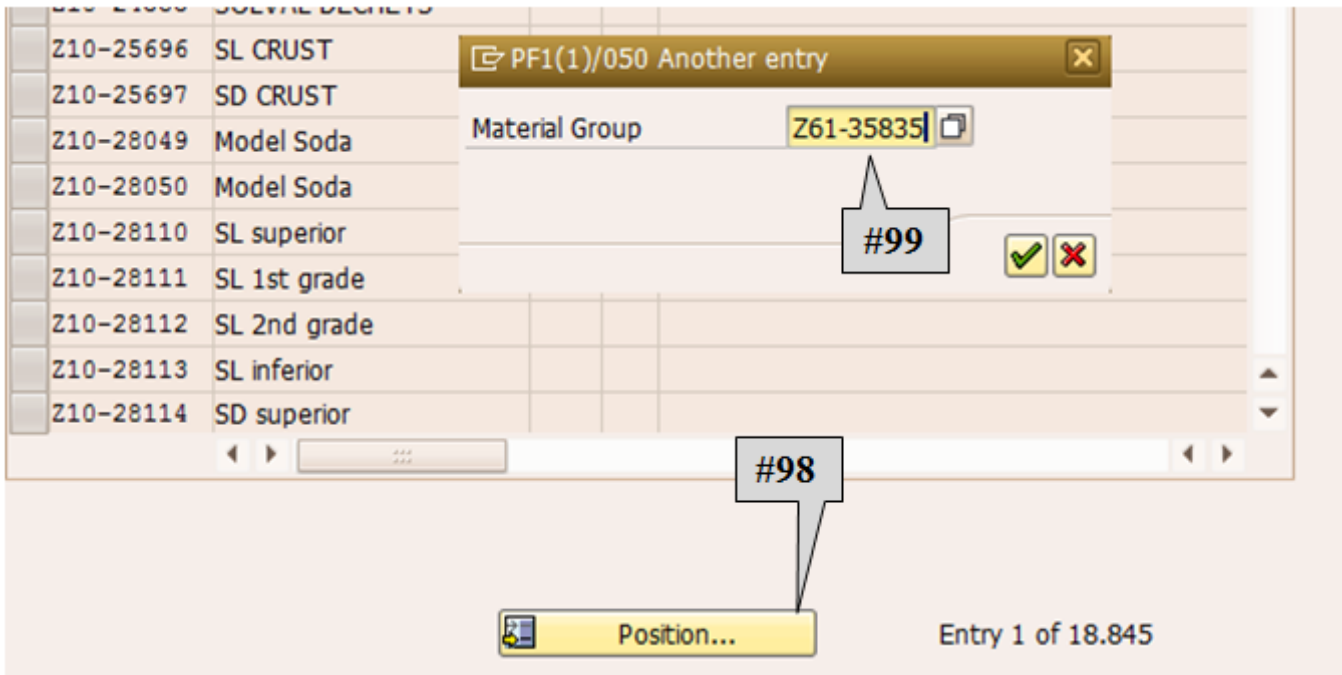 Z10-25696 SL CRUST
PF1(1)/050 Another entry
Z10-25697 SD CRUST
Material Group Z61-35835
Z10-28049 Model Soda
Z10-28050 Model Soda
Z10-28110 SL superior
#99
Z10-28111 SL 1st grade
Z10-28112 SL 2nd grade
Z10-28113 SL inferior
Z10-28114 SD superior
#98
Position... Entry 1 of 18.845